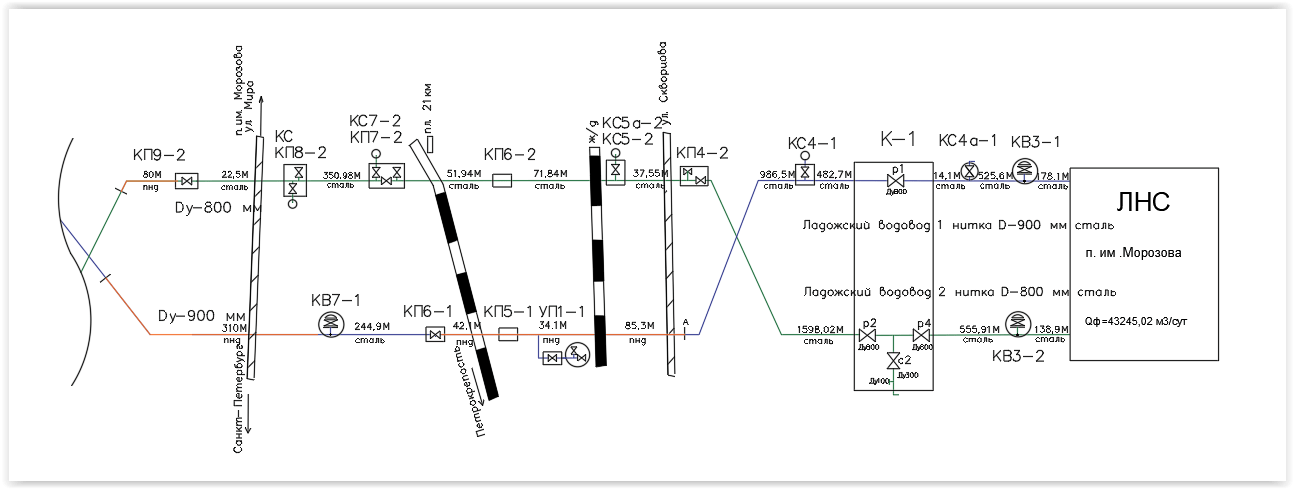 п.им. Морозова
ул Мира
пл. 21 км
ул. Скворцова
ж/д
КП9-2
КС
КП8-2
КС7-2
КП7-2
КП6-2
КС5а-2
КС5-2
КП4-2
КС4-1
К-1
КС4а-1
КВ3-1
80М
пнд
22,5М
сталь
350,98М
сталь
51,94М
сталь
71,84М
сталь
37,55М
сталь
986,5М
сталь
482,7М
сталь
р1
Ду900
14,1М
сталь
525,6М
сталь
178,1М
сталь
Dy-800 мм
ЛНС
Ладожский водовод 1 нитка D-900 мм сталь
п. им .Морозова
Ладожский водовод 2 нитка D-800 мм сталь
Qф=43245,02 м3/сут
Dy-900 мм
310М
пнд
КВ7-1
244,9М
сталь
КП6-1
42,1М
пнд
КП5-1
УП1-1
34,1М
пнд
85,3М
пнд
А
1598,02М
сталь
р2
р4
555,91М
сталь
138,9М
сталь
КВ3-2
с2
Ду300
Ду100
Санкт-Петербург
Петрокрепость